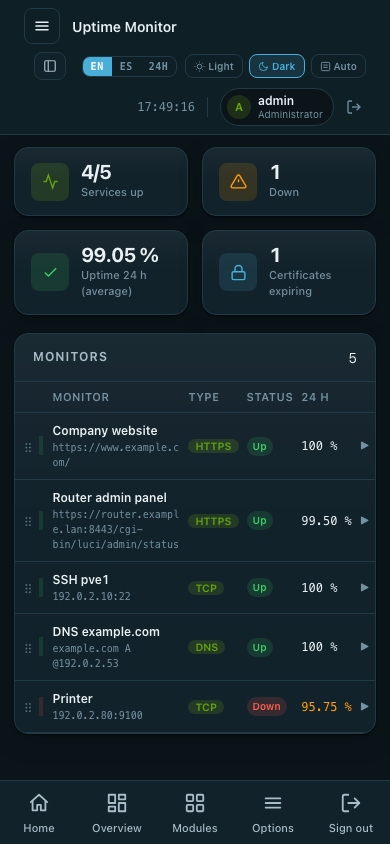 Uptime Monitor
EN ES 24H Light Dark Auto
17:49:16 A admin
Administrator
4/5
Services up
1
Down
99.05 %
Uptime 24 h
(average)
1
Certificates
expiring
MONITORS 5
MONITOR TYPE STATUS 24 H
Company website
https://www.example.c
om/
HTTPS Up 100 %
Router admin panel
https://router.exampl
e.lan:8443/cgi-
bin/luci/admin/status
HTTPS Up 99.50 %
SSH pve1
192.0.2.10:22
TCP Up 100 %
DNS example.com
example.com A
@192.0.2.53
DNS Up 100 %
Printer
192.0.2.80:9100
TCP Down 95.75 %
Home Overview Modules Options Sign out